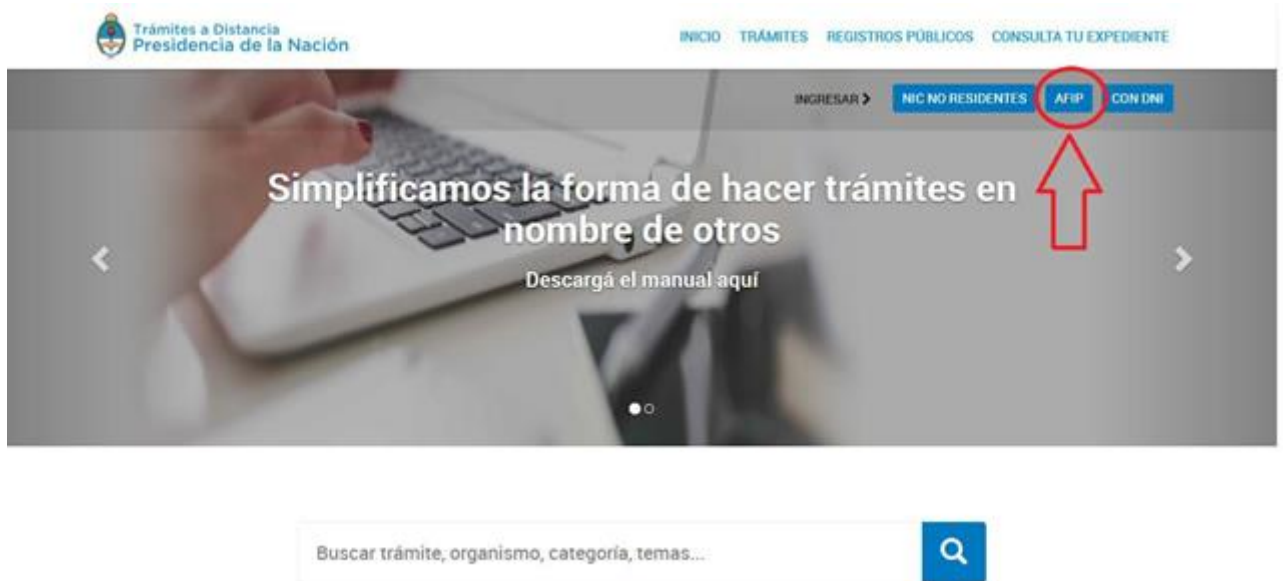 Trámites a Distancia
Presidencia de la Nación
INICIO TRÁMITES REGISTROS PÚBLICOS CONSULTA TU EXPEDIENTE
INGRESAR NIC NO RESIDENTES AFIP CON DNI
Simplificamos la forma de hacer trámites en
nombre de otros
Descargá el manual aquí
Buscar trámite, organismo, categoría, temas...